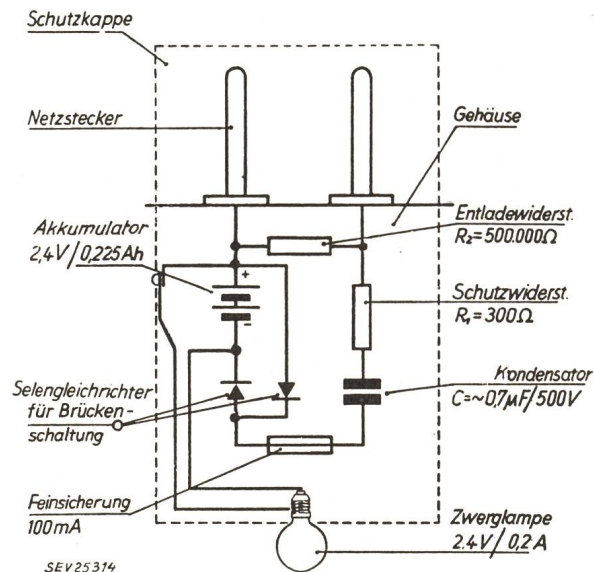 Schutzkappe
Netzstecker
Gehäuse
Akkumulator
2,4V/0,225Ah
Entladewiderst.
R₂=500.000Ω
+
-
Schutzwiderst.
R₁=300Ω
Selengleichrichter
für Brücken-
schaltung
Kondensator
C=~0,7µF/500V
Feinsicherung
100mA
Zwerglampe
2.4V/0,2A
SEV25314